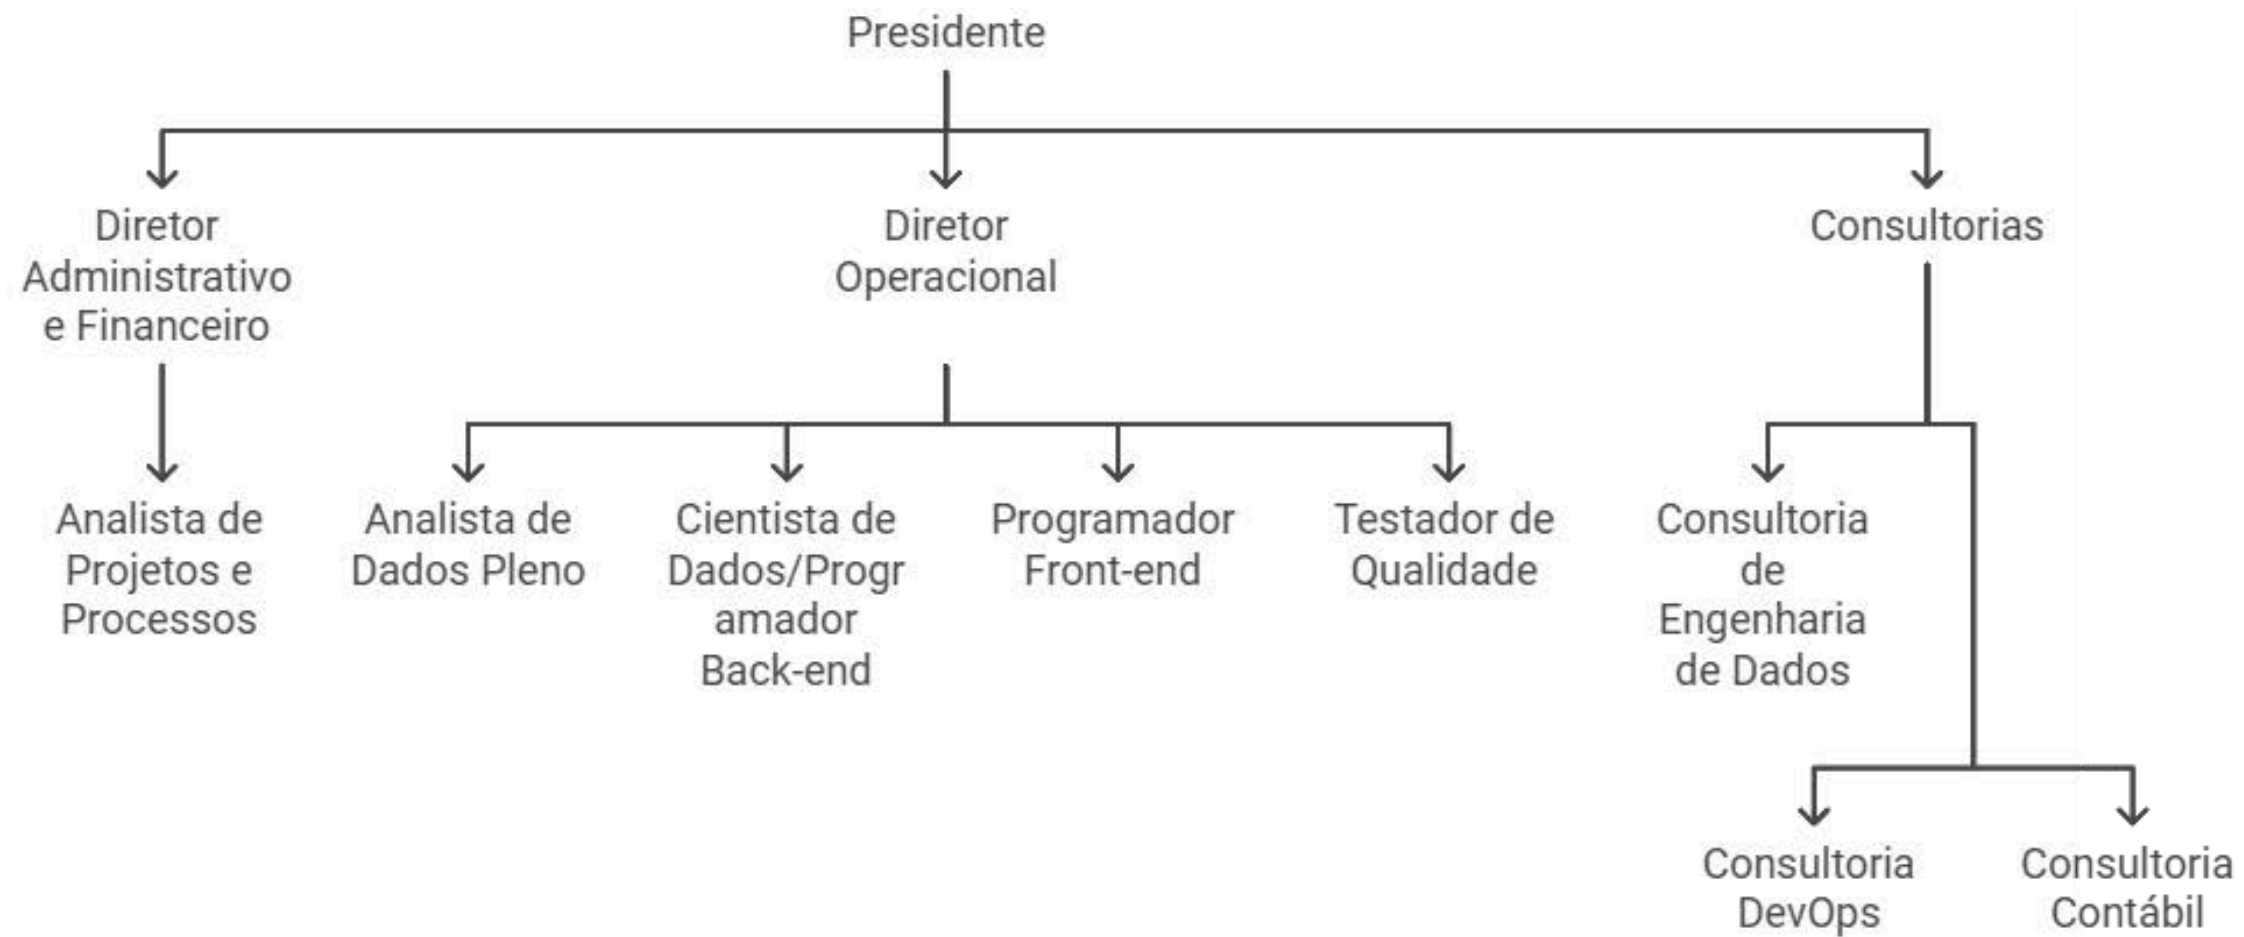 Presidente
Diretor
Administrativo
e Financeiro
Diretor
Operacional
Consultorias
Analista de
Projetos e
Processos
Analista de
Dados Pleno
Cientista de
Dados/Progr
amador
Back-end
Programador
Front-end
Testador de
Qualidade
Consultoria
de
Engenharia
de Dados
Consultoria
DevOps
Consultoria
Contábil